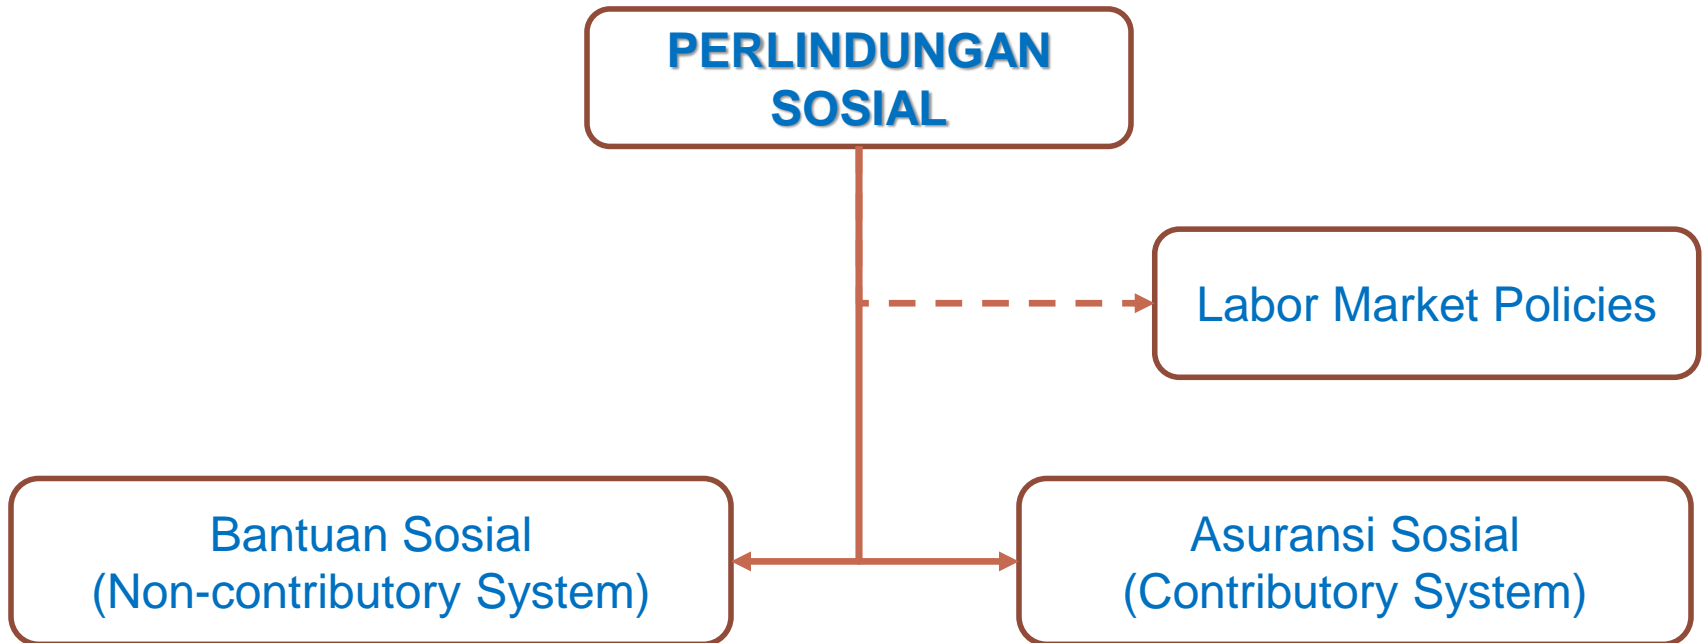 PERLINDUNGAN
SOSIAL
Labor Market Policies
Bantuan Sosial
(Non-contributory System)
Asuransi Sosial
(Contributory System)